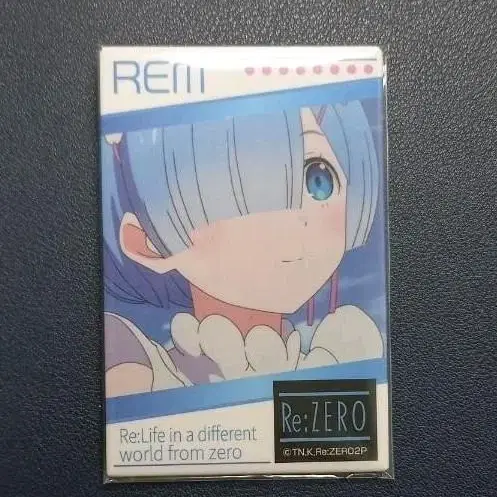 REM
Re:Life in a different
world from zero
Re:ZERO
©TN.K.Re:ZERO2P